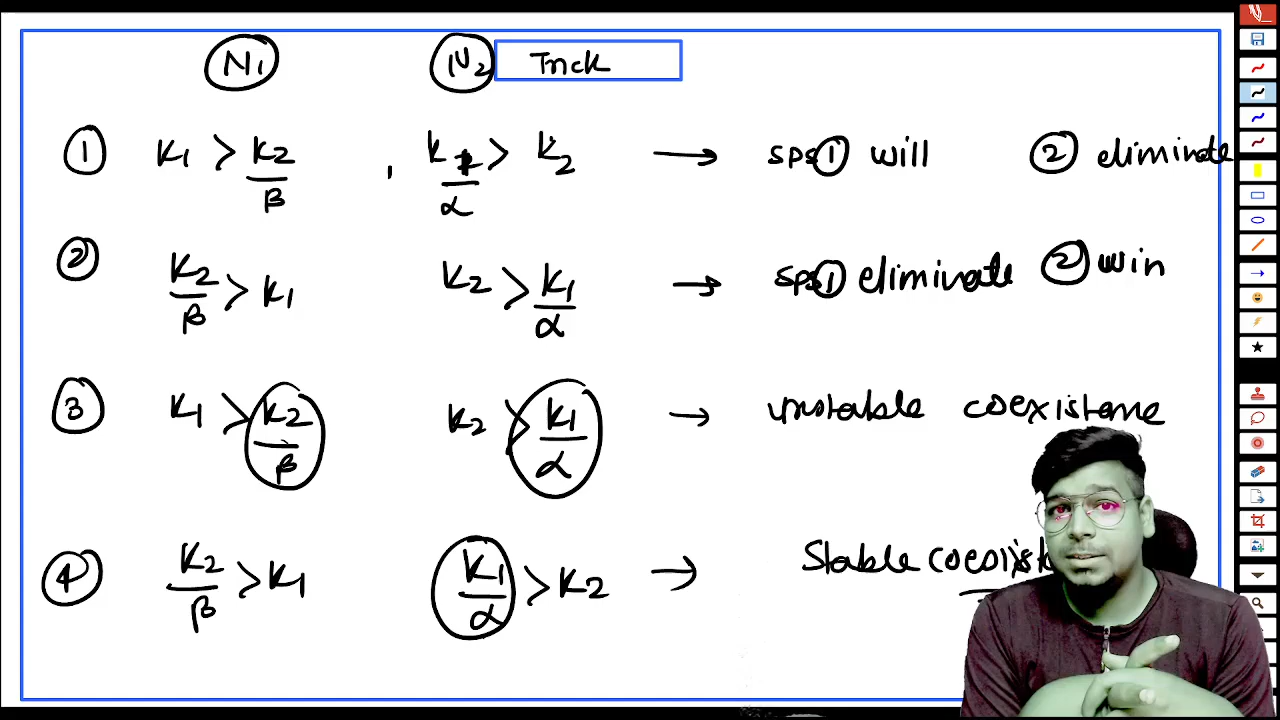 N₁ N₂ Trick
① K₁ > K₂/β , K₁/α > K₂ → sps① will ② eliminate
② K₂/β > K₁ K₂ > K₁/α → sps① eliminate ② win
③ K₁ > K₂/β K₂ > K₁/α → unstable coexistence
④ K₂/β > K₁ K₁/α > K₂ → Stable